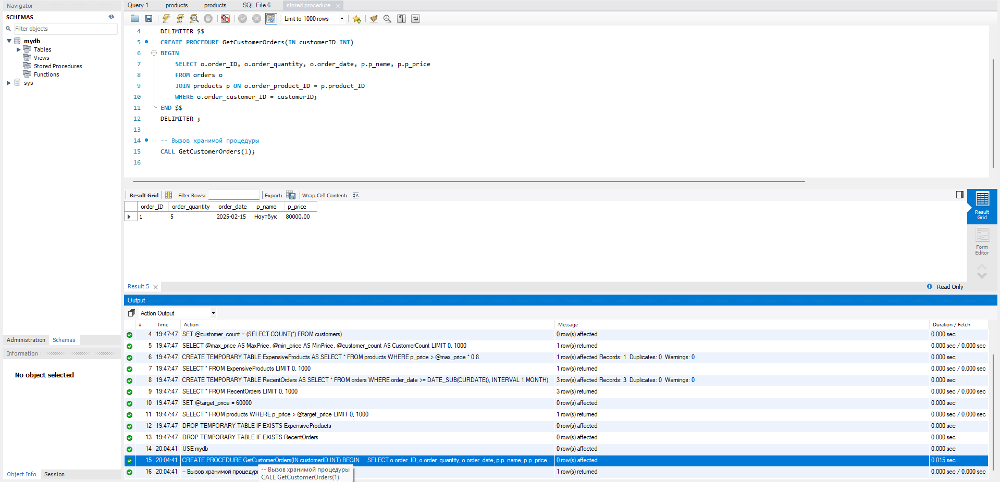 Navigator
SCHEMAS
Filter objects
mydb
Tables
Views
Stored Procedures
Functions
sys
Administration Schemas
Information
No object selected
Object Info Session
Query 1 products products SQL File 6 stored procedure
Limit to 1000 rows
4 DELIMITER $$
5 CREATE PROCEDURE GetCustomerOrders(IN customerID INT)
6 BEGIN
7 SELECT o.order_ID, o.order_quantity, o.order_date, p.p_name, p.p_price
8 FROM orders o
9 JOIN products p ON o.order_product_ID = p.product_ID
10 WHERE o.order_customer_ID = customerID;
11 END $$
12 DELIMITER ;
13
14 -- Вызов хранимой процедуры
15 CALL GetCustomerOrders(1);
16
Result Grid Filter Rows: Export: Wrap Cell Content:
order_ID order_quantity order_date p_name p_price
1 5 2025-02-15 Ноутбук 80000.00
Result Grid
Form Editor
Result 5
Read Only
Output
Action Output
# Time Action Message Duration / Fetch
4 19:47:47 SET @customer_count = (SELECT COUNT(*) FROM customers) 0 row(s) affected 0.000 sec
5 19:47:47 SELECT @max_price AS MaxPrice, @min_price AS MinPrice, @customer_count AS CustomerCount LIMIT 0, 1000 1 row(s) returned 0.000 sec / 0.000 sec
6 19:47:47 CREATE TEMPORARY TABLE ExpensiveProducts AS SELECT * FROM products WHERE p_price > @max_price * 0.8 1 row(s) affected Records: 1 Duplicates: 0 Warnings: 0 0.000 sec
7 19:47:47 SELECT * FROM ExpensiveProducts LIMIT 0, 1000 1 row(s) returned 0.000 sec / 0.000 sec
8 19:47:47 CREATE TEMPORARY TABLE RecentOrders AS SELECT * FROM orders WHERE order_date >= DATE_SUB(CURDATE(), INTERVAL 1 MONTH) 3 row(s) affected Records: 3 Duplicates: 0 Warnings: 0 0.000 sec
9 19:47:47 SELECT * FROM RecentOrders LIMIT 0, 1000 3 row(s) returned 0.000 sec / 0.000 sec
10 19:47:47 SET @target_price = 60000 0 row(s) affected 0.000 sec
11 19:47:47 SELECT * FROM products WHERE p_price > @target_price LIMIT 0, 1000 1 row(s) returned 0.000 sec / 0.000 sec
12 19:47:47 DROP TEMPORARY TABLE IF EXISTS ExpensiveProducts 0 row(s) affected 0.000 sec
13 19:47:47 DROP TEMPORARY TABLE IF EXISTS RecentOrders 0 row(s) affected 0.000 sec
14 20:04:41 USE mydb 0 row(s) affected 0.000 sec
15 20:04:41 CREATE PROCEDURE GetCustomerOrders(IN customerID INT) BEGIN SELECT o.order_ID, o.order_quantity, o.order_date, p.p_name, p.p_price... 0 row(s) affected 0.015 sec
16 20:04:41 -- Вызов хранимой процедуры 1 row(s) returned 0.000 sec / 0.000 sec
-- Вызов хранимой процедуры
CALL GetCustomerOrders(1)